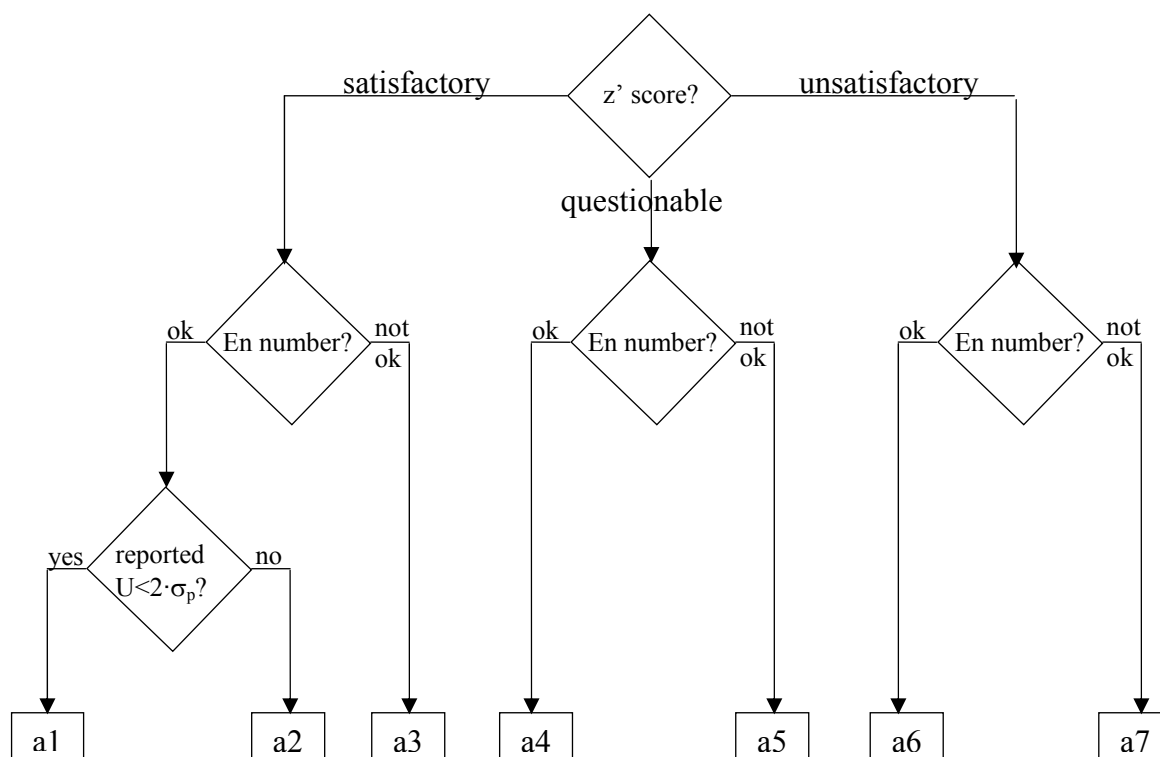 z’ score?
satisfactory
unsatisfactory
questionable
ok
En number?
not
ok
ok
En number?
not
ok
ok
En number?
not
ok
yes
reported
U<2·σp?
no
a1
a2
a3
a4
a5
a6
a7